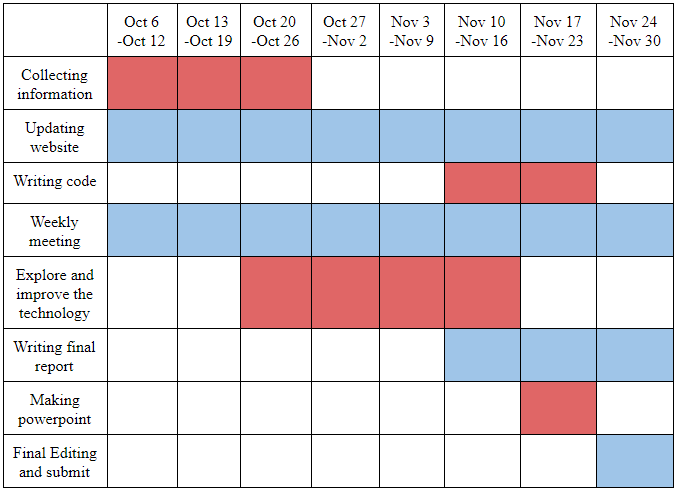 Oct 6 Oct 13 Oct 20 Oct 27 Nov 3 Nov 10 Nov 17 Nov 24
-Oct 12 -Oct 19 -Oct 26 -Nov 2 -Nov 9 -Nov 16 -Nov 23 -Nov 30
Collecting
information
Updating
website
Writing code
Weekly
meeting
Explore and
improve the
technology
Writing final
report
Making
powerpoint
Final Editing
and submit